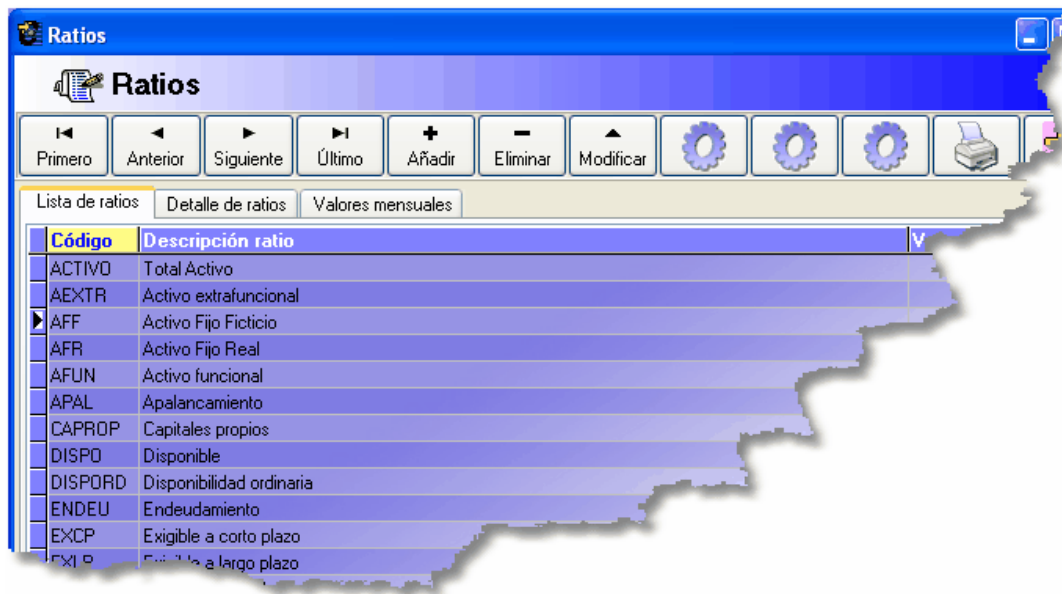 Ratios
Ratios
Primero Anterior Siguiente Último Añadir Eliminar Modificar
Lista de ratios Detalle de ratios Valores mensuales
Código Descripción ratio V
ACTIVO Total Activo
AEXTR Activo extrafuncional
AFF Activo Fijo Ficticio
AFR Activo Fijo Real
AFUN Activo funcional
APAL Apalancamiento
CAPROP Capitales propios
DISPO Disponible
DISPORD Disponibilidad ordinaria
ENDEU Endeudamiento
EXCP Exigible a corto plazo
a largo plazo